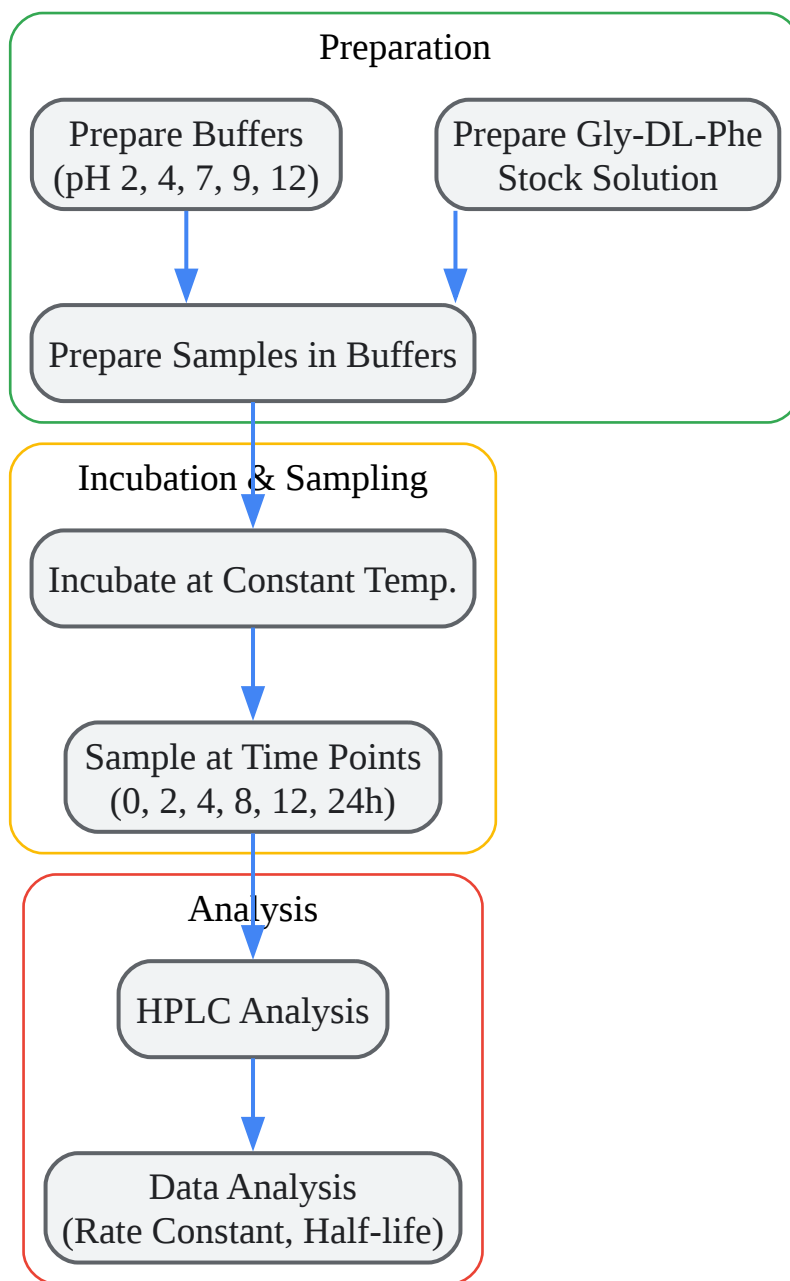 Preparation
Prepare Buffers
(pH 2, 4, 7, 9, 12)
Prepare Gly-DL-Phe
Stock Solution
Prepare Samples in Buffers
Incubation & Sampling
Incubate at Constant Temp.
Sample at Time Points
(0, 2, 4, 8, 12, 24h)
Analysis
HPLC Analysis
Data Analysis
(Rate Constant, Half-life)